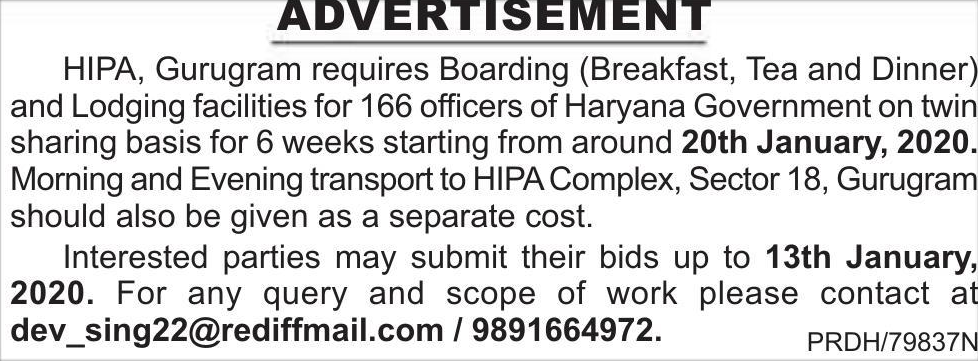 ADVERTISEMENT
HIPA, Gurugram requires Boarding (Breakfast, Tea and Dinner)
and Lodging facilities for 166 officers of Haryana Government on twin
sharing basis for 6 weeks starting from around 20th January, 2020.
Morning and Evening transport to HIPA Complex, Sector 18, Gurugram
should also be given as a separate cost.
Interested parties may submit their bids up to 13th January,
2020. For any query and scope of work please contact at
dev_sing22@rediffmail.com / 9891664972.
PRDH/79837N